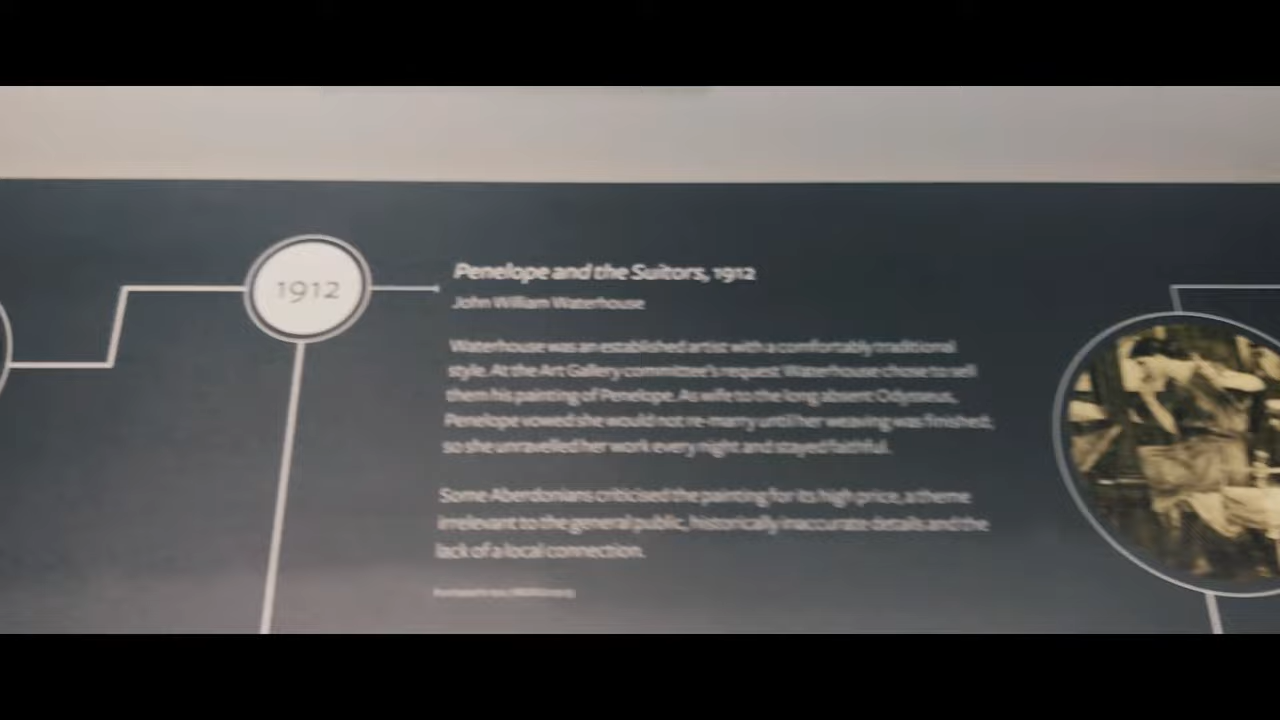 1912
Penelope and the Suitors, 1912
John William Waterhouse
Waterhouse was an established artist with a comfortably traditional
style. At the Art Gallery committee's request Waterhouse chose to sell
them his painting of Penelope. As wife to the long absent Odysseus,
Penelope vowed she would not re-marry until her weaving was finished;
so she unravelled her work every night and stayed faithful.
Some Aberdonians criticised the painting for its high price, a theme
irrelevant to the general public, historically inaccurate details and the
lack of a local connection.